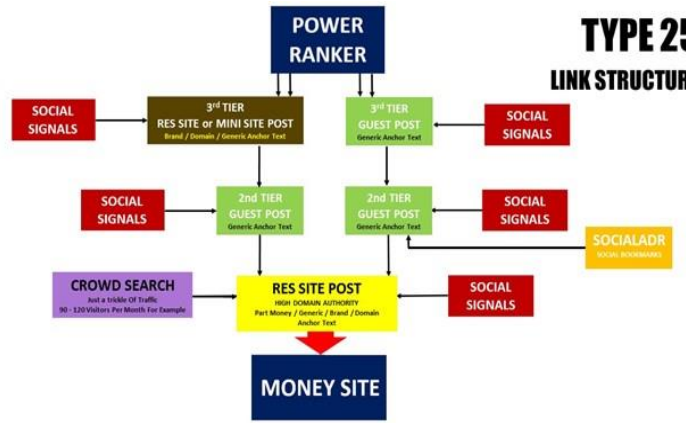 POWER
RANKER
TYPE 25
LINK STRUCTUR
SOCIAL
SIGNALS
3rd TIER
RES SITE or MINI SITE POST
Brand / Domain / Generic Anchor Text
3rd TIER
GUEST POST
Generic Anchor Text
SOCIAL
SIGNALS
SOCIAL
SIGNALS
2nd TIER
GUEST POST
Generic Anchor Text
2nd TIER
GUEST POST
Generic Anchor Text
SOCIAL
SIGNALS
SOCIALADR
SOCIAL BOOKMARKS
CROWD SEARCH
Just a trickle Of Traffic
90 - 120 Visitors Per Month For Example
RES SITE POST
HIGH DOMAIN AUTHORITY
Part Money / Generic / Brand / Domain
Anchor Text
SOCIAL
SIGNALS
MONEY SITE